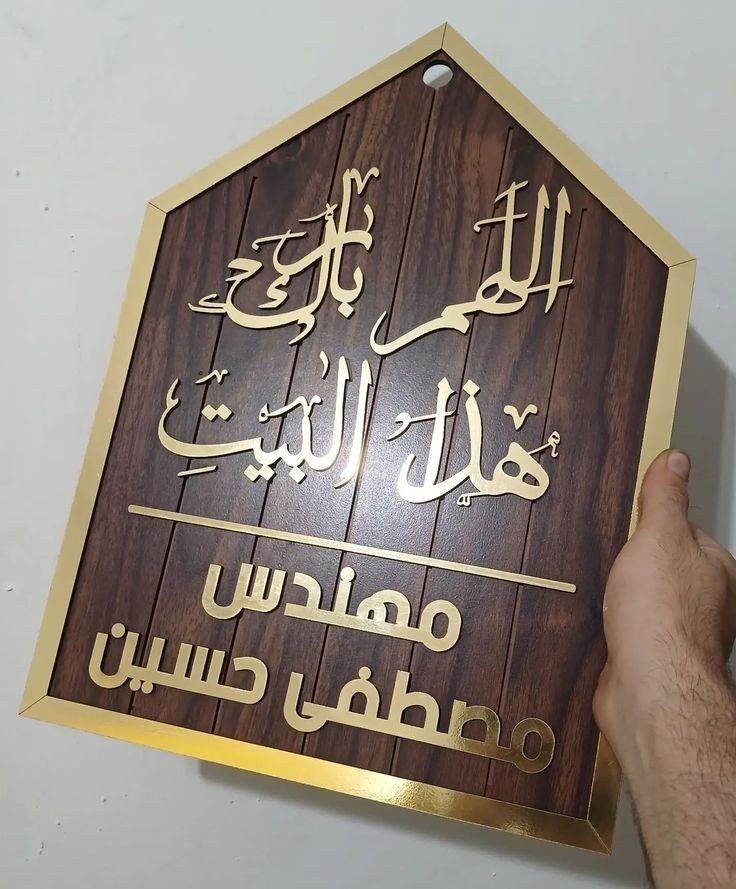 اللهم بارك
هذا البيتِ
مهندس
مصطفى حسين